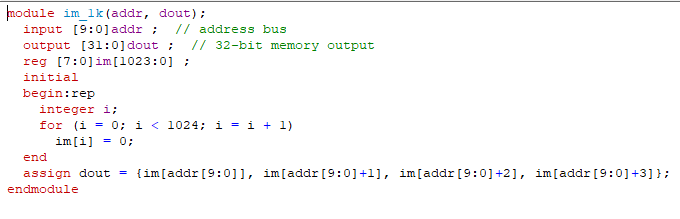 module im_1k(addr, dout);
input [9:0]addr ; // address bus
output [31:0]dout ; // 32-bit memory output
reg [7:0]im[1023:0] ;
initial
begin:rep
integer i;
for (i = 0; i < 1024; i = i + 1)
im[i] = 0;
end
assign dout = {im[addr[9:0]], im[addr[9:0]+1], im[addr[9:0]+2], im[addr[9:0]+3]};
endmodule